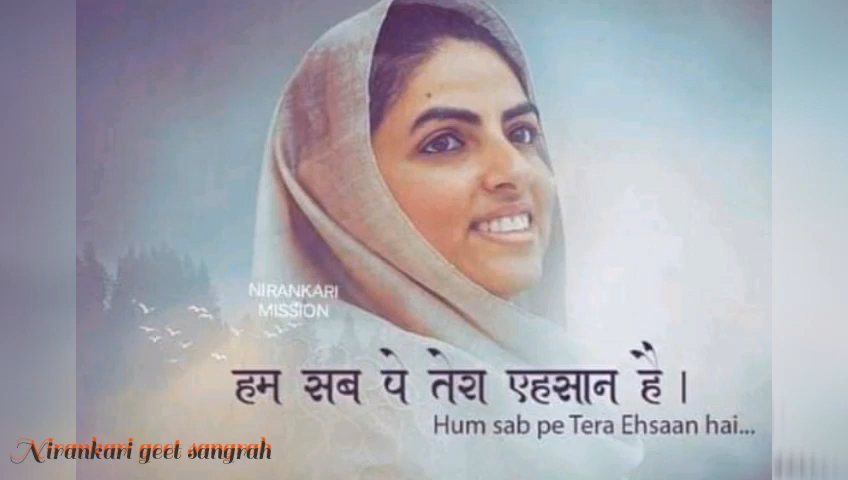 NIRANKARI
MISSION
हम सब पे तेरा एहसान है।
Hum sab pe Tera Ehsaan hai...
Nirankari geet sangrah